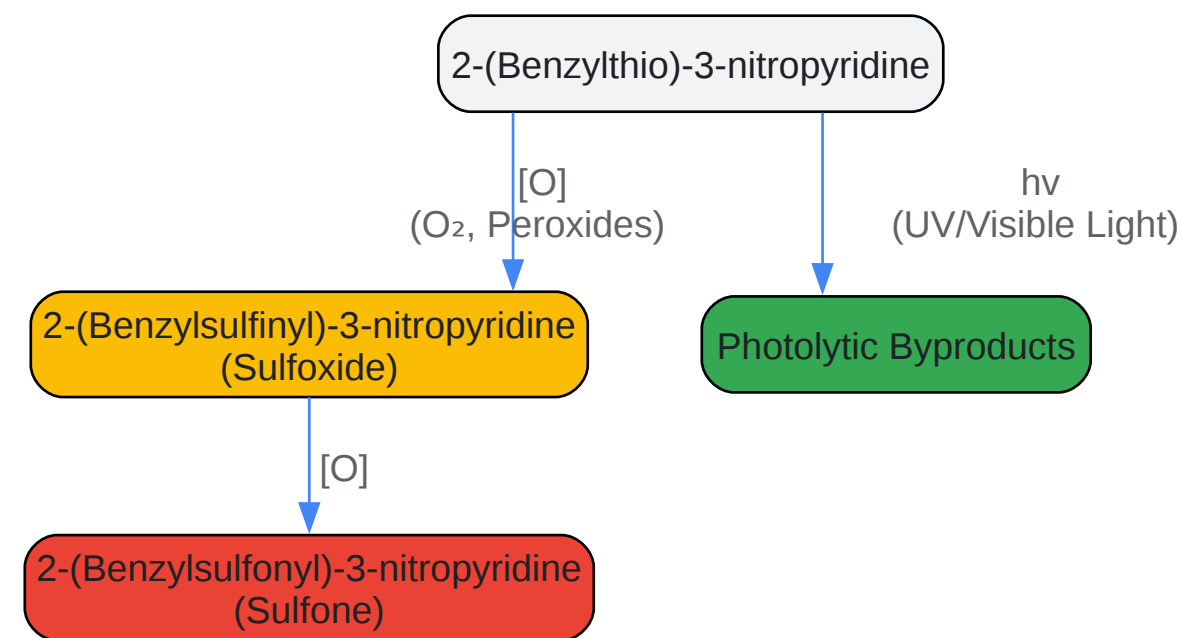 2-(Benzylthio)-3-nitropyridine
[O]
(O₂, Peroxides)
hv
(UV/Visible Light)
2-(Benzylsulfinyl)-3-nitropyridine
(Sulfoxide)
Photolytic Byproducts
[O]
2-(Benzylsulfonyl)-3-nitropyridine
(Sulfone)